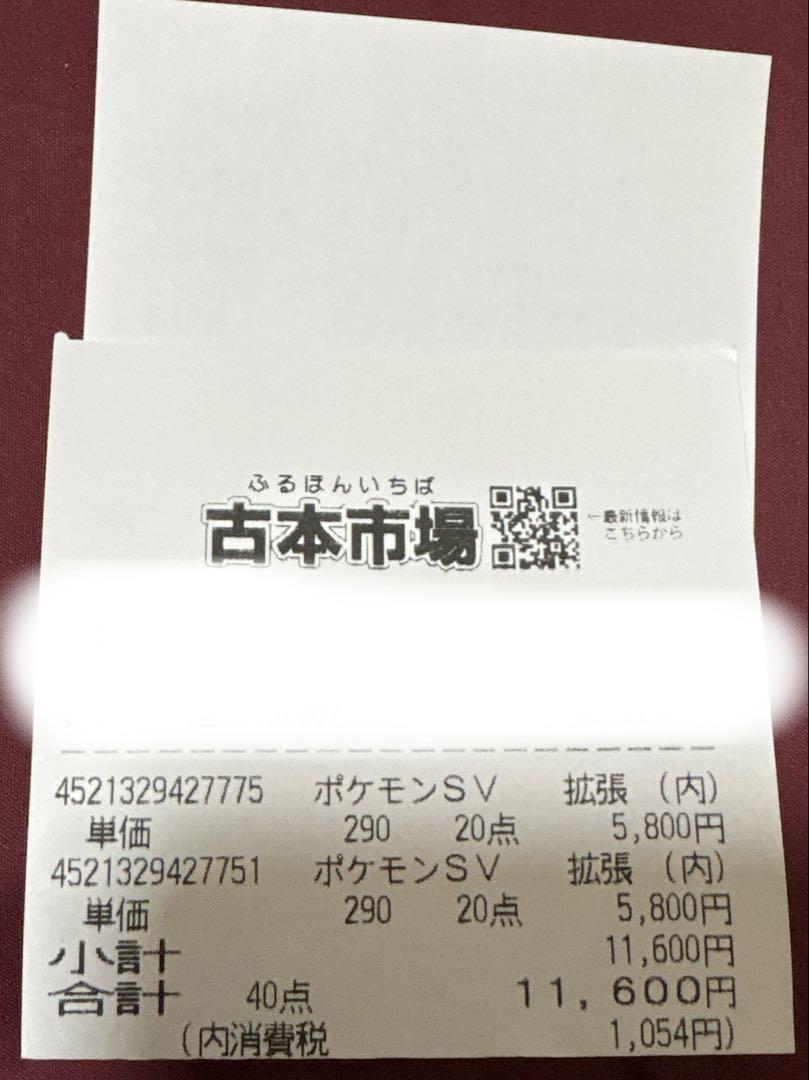 ふるほんいちば
古本市場
←最新情報は
こちらから
4521329427775 ポケモンSV 拡張 (内)
単価 290 20点 5,800円
4521329427751 ポケモンSV 拡張 (内)
単価 290 20点 5,800円
小計 11,600円
合計 40点 11,600円
(内消費税 1,054円)